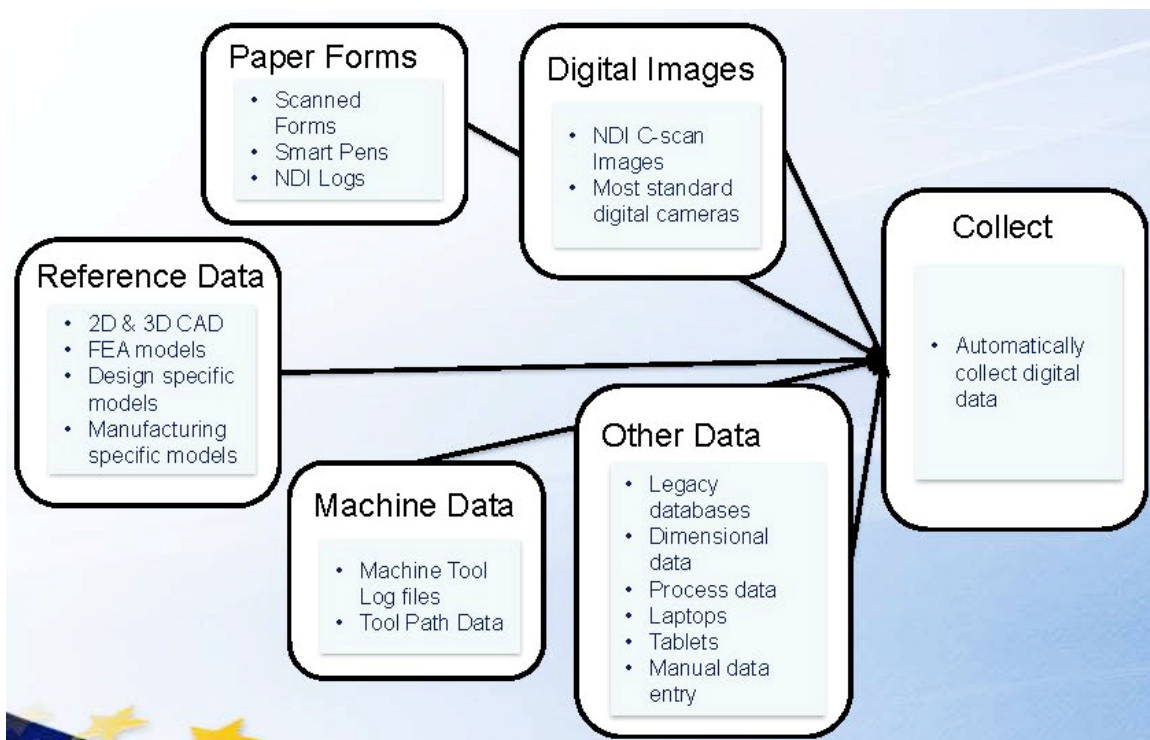 Paper Forms
• Scanned
Forms
• Smart Pens
• NDI Logs
Digital Images
• NDI C-scan
Images
• Most standard
digital cameras
Collect
• Automatically
collect digital
data
Reference Data
• 2D & 3D CAD
• FEA models
• Design specific
models
• Manufacturing
specific models
Machine Data
• Machine Tool
Log files
• Tool Path Data
Other Data
• Legacy
databases
• Dimensional
data
• Process data
• Laptops
• Tablets
• Manual data
entry